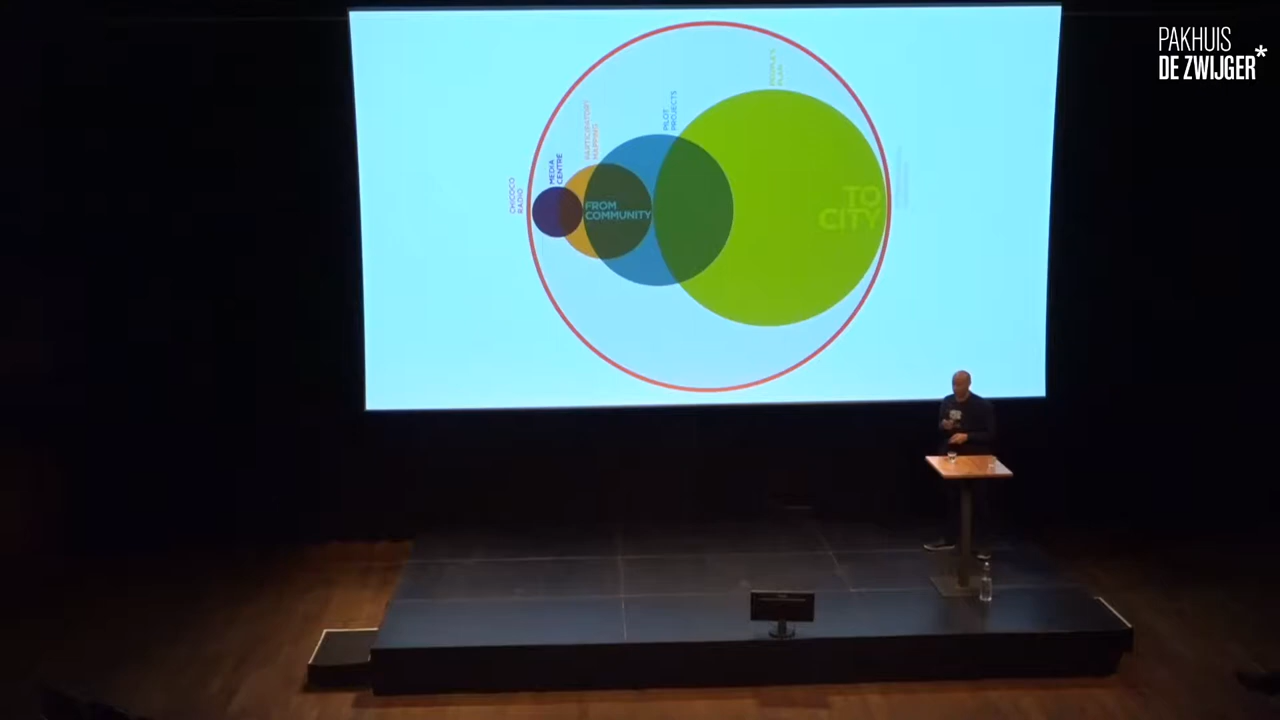 PAKHUIS
DE ZWIJGER*
CHICOCO
RADIO
MEDIA
CENTRE
PARTICIPATORY
MAPPING
PILOT
PROJECTS
PEOPLE'S
PLAN
FROM
COMMUNITY
TO
CITY